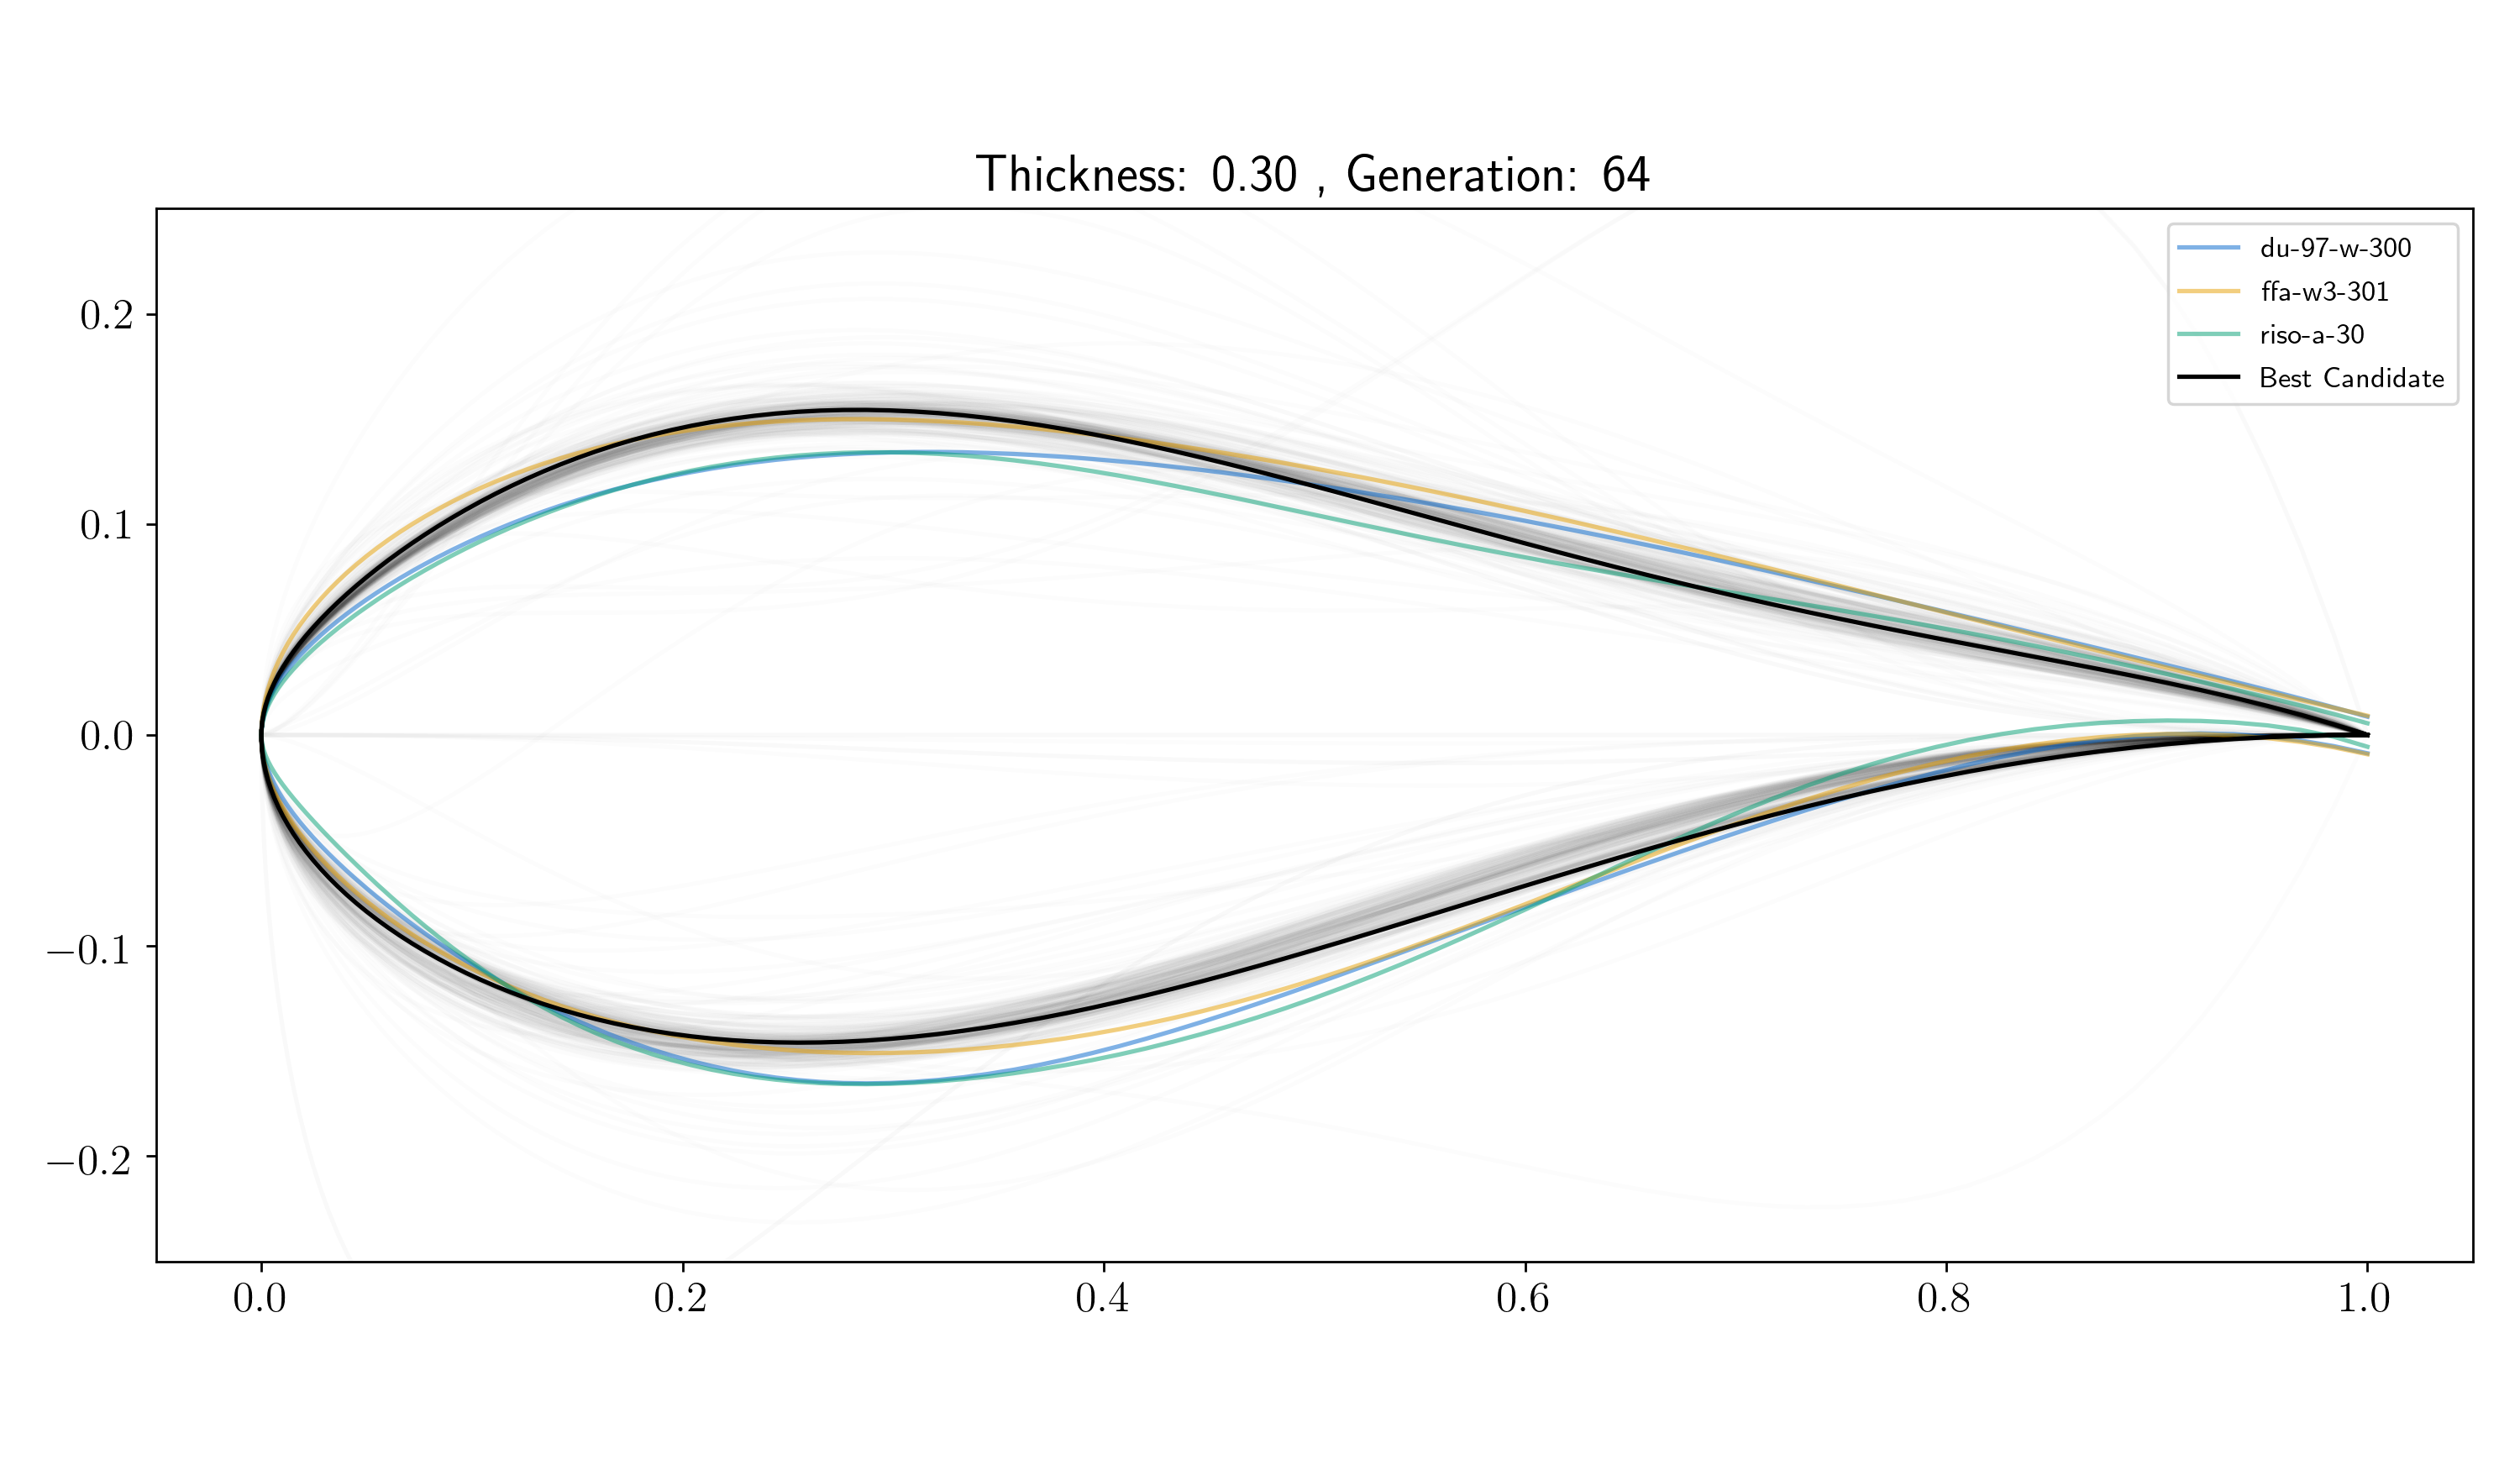 Thickness: 0.30 , Generation: 64
du-97-w-300
ffa-w3-301
riso-a-30
Best Candidate
0.2
0.1
0.0
−0.1
−0.2
0.0 0.2 0.4 0.6 0.8 1.0